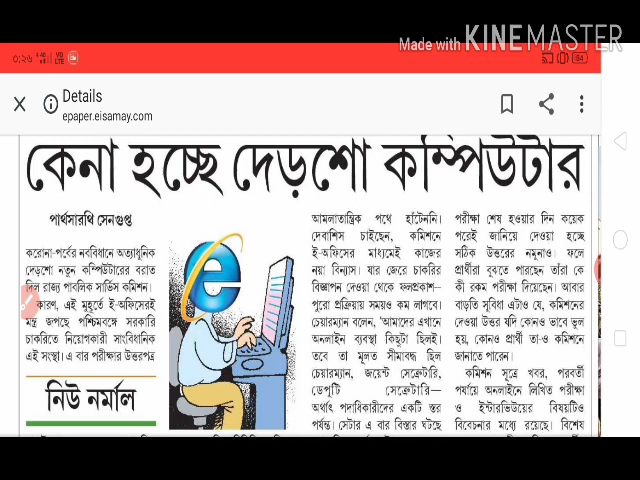 Made with KINEMASTER
৩:২৬
VO LTE
64
Details
epaper.eisamay.com
কেনা হচ্ছে দেড়শো কম্পিউটার
পার্থসারথি সেনগুপ্ত
করোনা-পর্বের নববিধানে অত্যাধুনিক
দেড়শো নতুন কম্পিউটারের বরাত
দিল রাজ্য পাবলিক সার্ভিস কমিশন।
কারণ, এই মুহূর্তে ই-অফিসেরই
মন্ত্র জপছে পশ্চিমবঙ্গে সরকারি
চাকরিতে নিয়োগকারী সাংবিধানিক
এই সংস্থা। এ বার পরীক্ষার উত্তরপত্র
নিউ নর্মাল
আমলাতান্ত্রিক পথে হাঁটেননি।
দেবাশিস চাইছেন, কমিশনে
ই-অফিসের মাধ্যমেই কাজের
নয়া বিন্যাস। যার জেরে চাকরির
বিজ্ঞাপন দেওয়া থেকে ফলপ্রকাশ—
পুরো প্রক্রিয়ায় সময়ও কম লাগবে।
চেয়ারম্যান বলেন, 'আমাদের এখানে
অনলাইন ব্যবস্থা কিছুটা ছিলই।
তবে তা মূলত সীমাবদ্ধ ছিল
চেয়ারম্যান, জয়েন্ট সেক্রেটারি,
ডেপুটি সেক্রেটারি—
অর্থাৎ পদাধিকারীদের একটি স্তর
পর্যন্ত। সেটার এ বার বিস্তার ঘটছে
পরীক্ষা শেষ হওয়ার দিন কয়েক
পরেই জানিয়ে দেওয়া হচ্ছে
সঠিক উত্তরের নমুনাও। ফলে
প্রার্থীরা বুঝতে পারছেন তাঁরা কে
কী রকম পরীক্ষা দিয়েছেন। আবার
বাড়তি সুবিধা এটাও যে, কমিশনের
দেওয়া উত্তর যদি কোনও ভাবে ভুল
হয়, কোনও প্রার্থী তা-ও কমিশনে
জানাতে পারেন।
কমিশন সূত্রে খবর, পরবর্তী
পর্যায়ে অনলাইনে লিখিত পরীক্ষা
ও ইন্টারভিউয়ের বিষয়টিও
বিবেচনার মধ্যে রয়েছে। বিশেষ